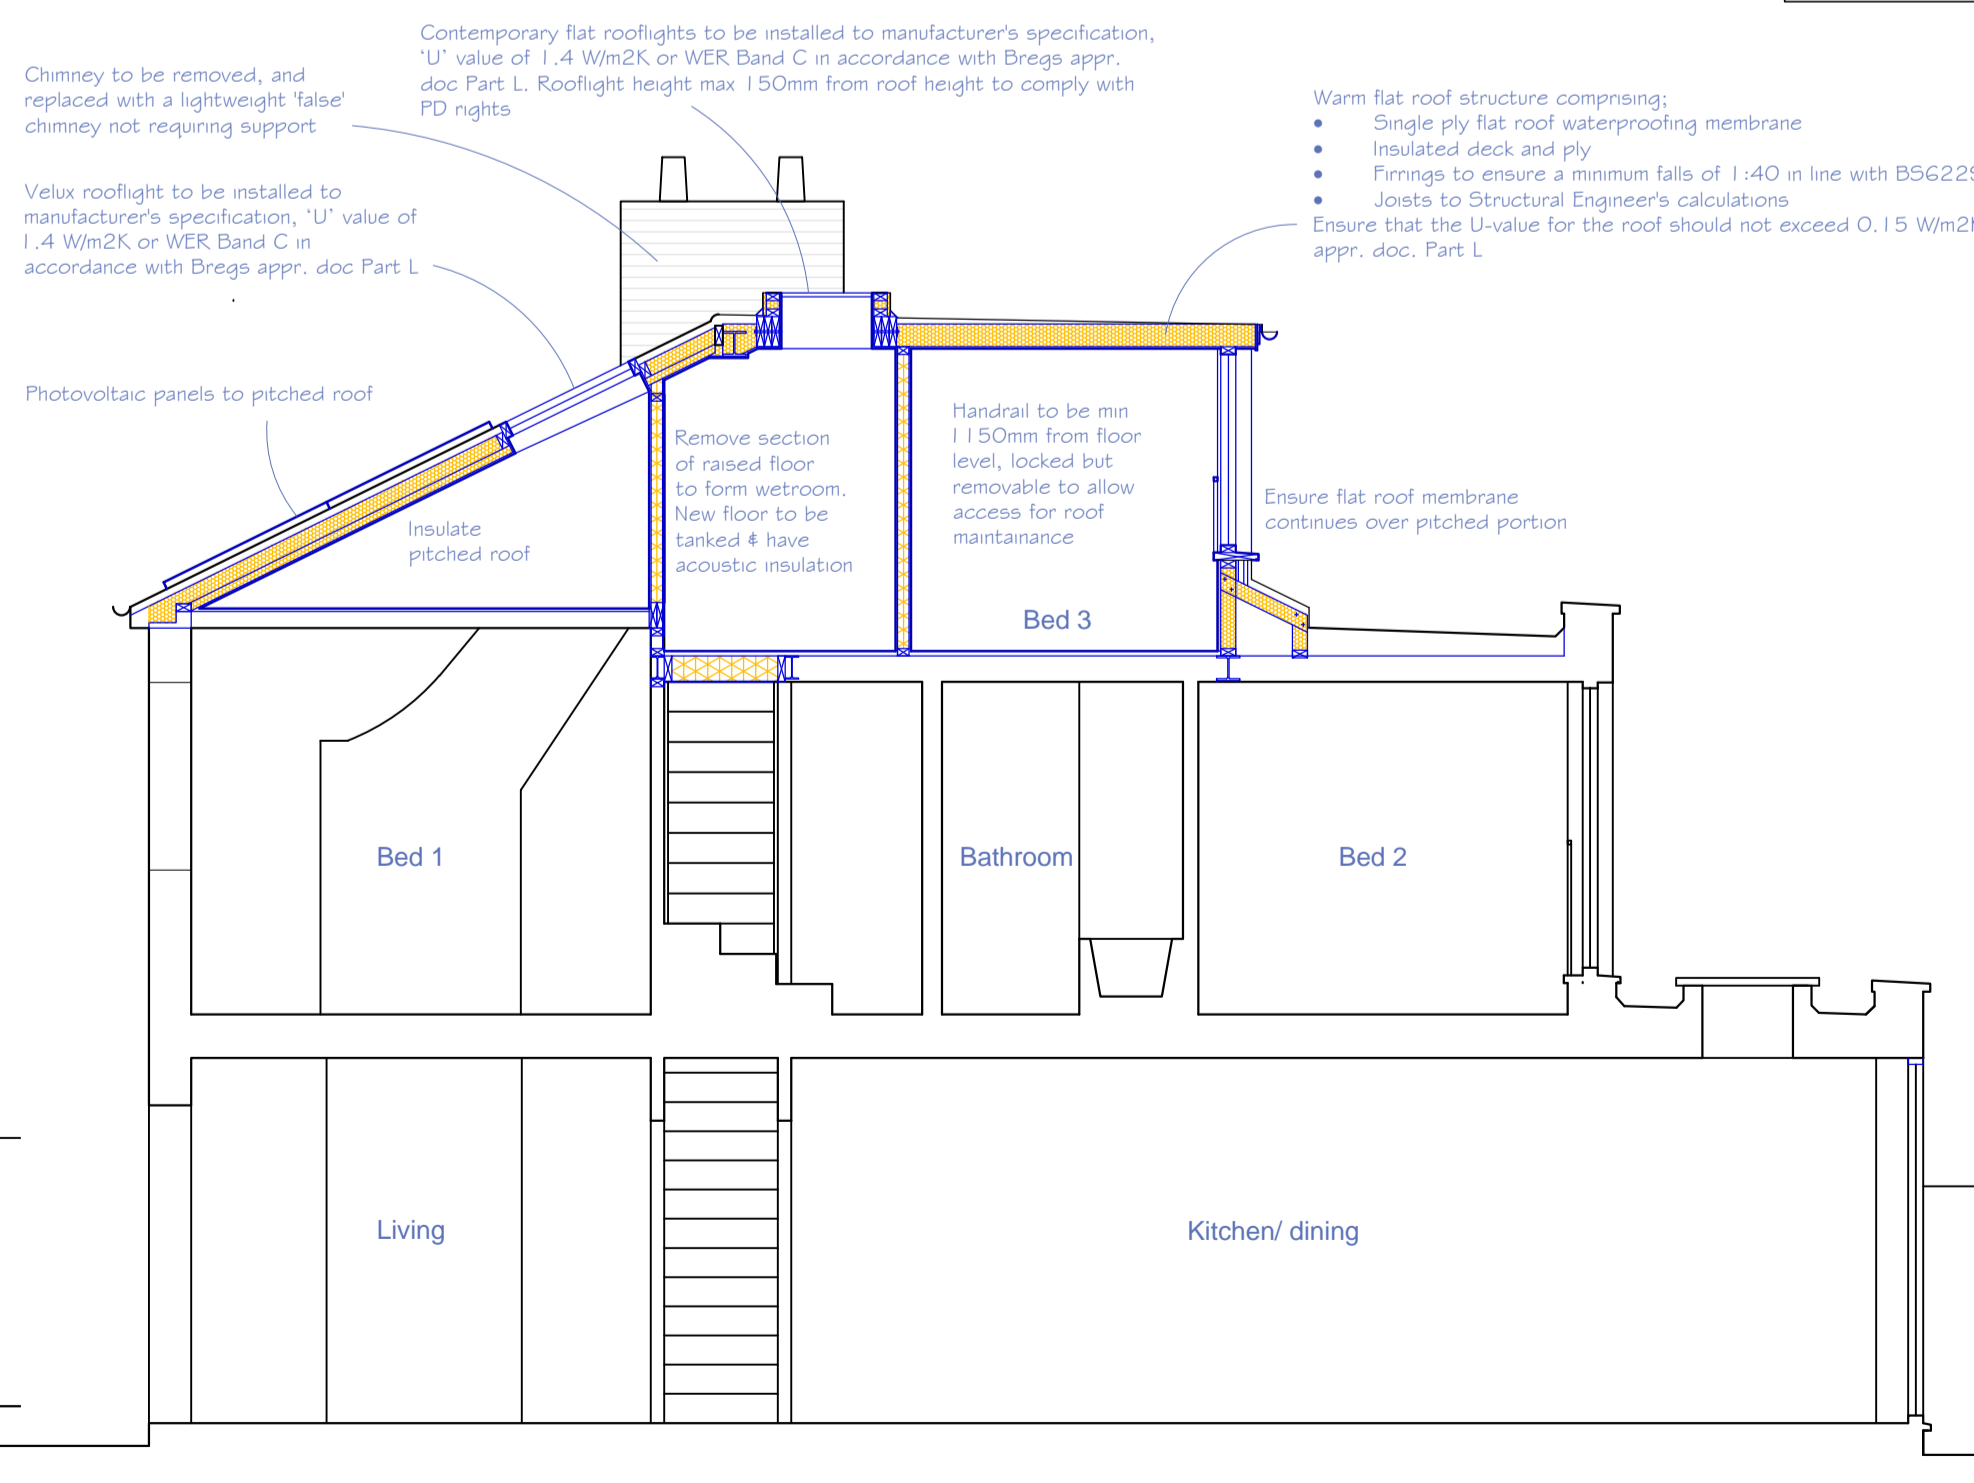 Contemporary flat rooflights to be installed to manufacturer's specification,
‘U’ value of 1.4 W/m2K or WER Band C in accordance with Bregs appr.
doc Part L. Rooflight height max 150mm from roof height to comply with
PD rights
Chimney to be removed, and
replaced with a lightweight 'false'
chimney not requiring support
Warm flat roof structure comprising;
• Single ply flat roof waterproofing membrane
• Insulated deck and ply
• Firrings to ensure a minimum falls of 1:40 in line with BS6229
• Joists to Structural Engineer's calculations
Ensure that the U-value for the roof should not exceed 0.15 W/m2
appr. doc. Part L
Velux rooflight to be installed to
manufacturer's specification, ‘U’ value of
1.4 W/m2K or WER Band C in
accordance with Bregs appr. doc Part L
Photovoltaic panels to pitched roof
Insulate
pitched roof
Remove section
of raised floor
to form wetroom.
New floor to be
tanked & have
acoustic insulation
Handrail to be min
1150mm from floor
level, locked but
removable to allow
access for roof
maintainance
Ensure flat roof membrane
continues over pitched portion
Bed 3
Bed 1
Bathroom
Bed 2
Living
Kitchen/ dining